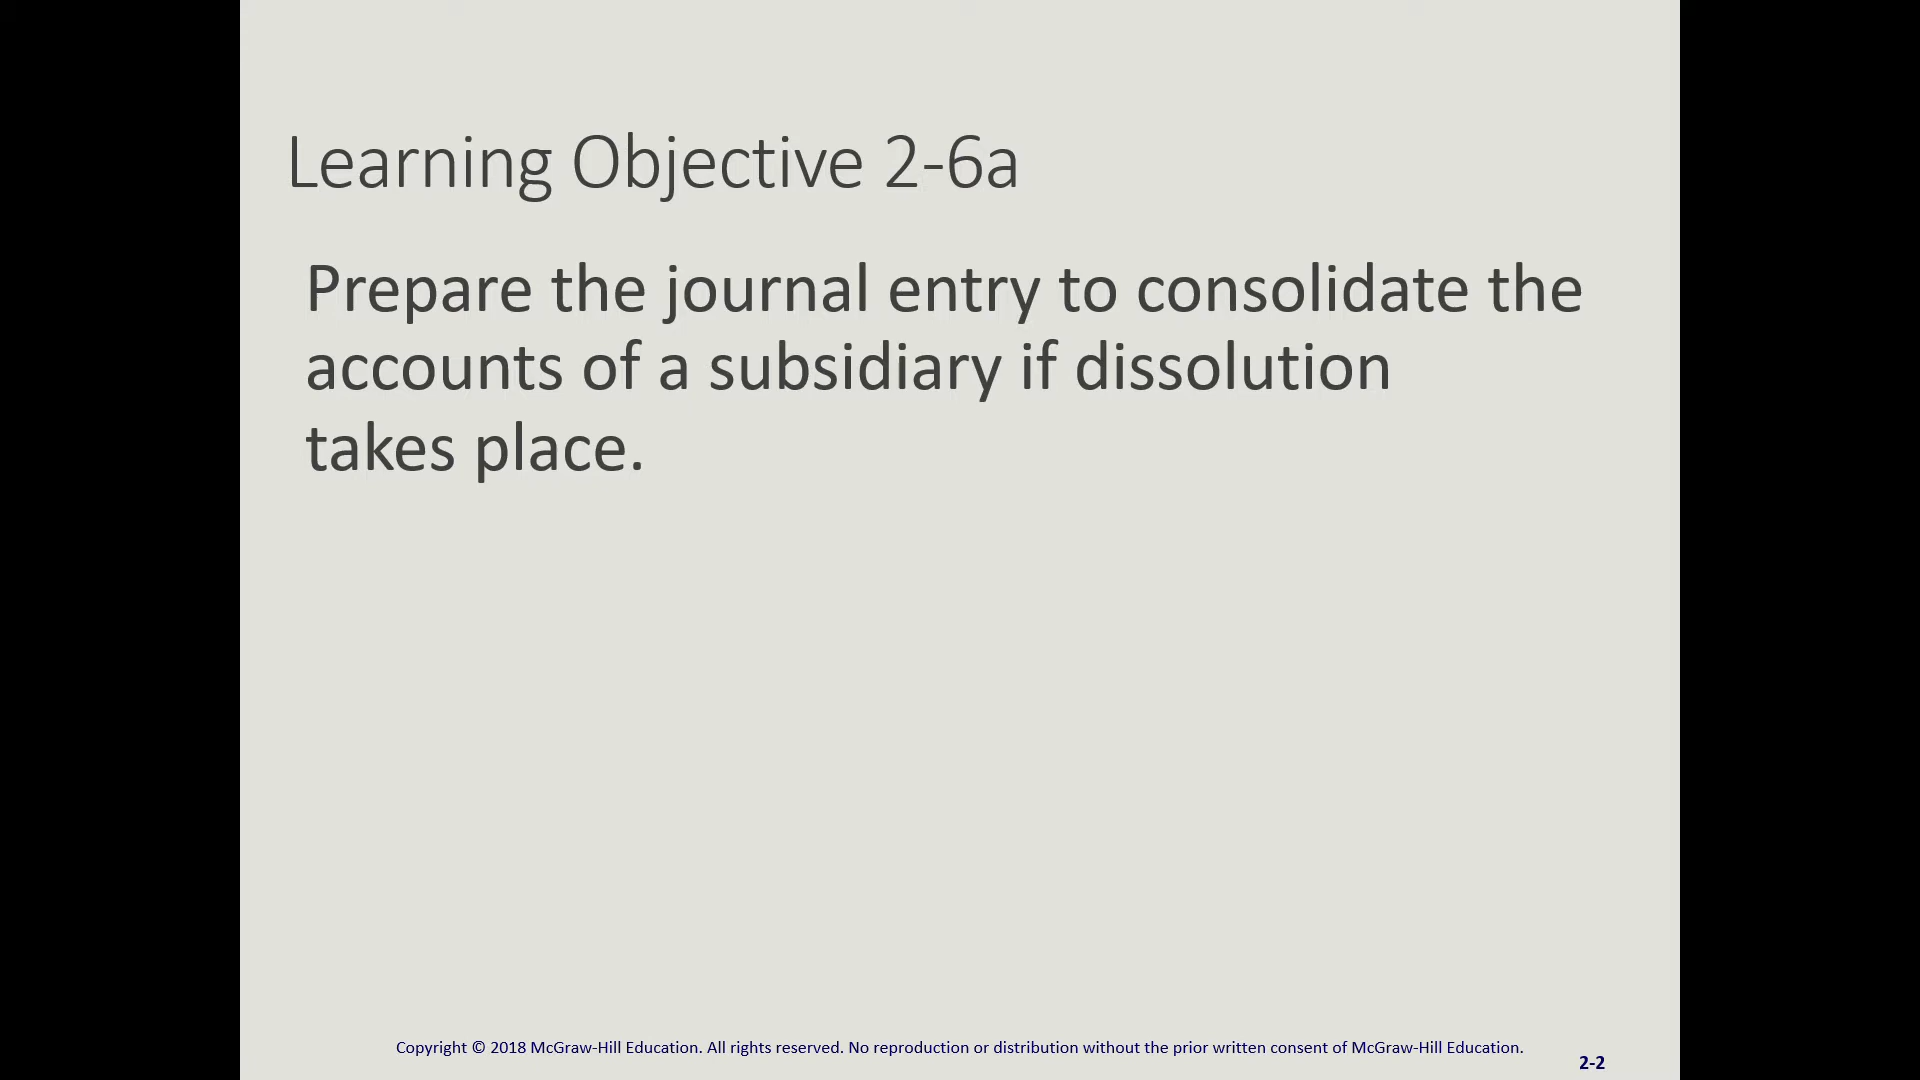 Learning Objective 2-6a
Prepare the journal entry to consolidate the
accounts of a subsidiary if dissolution
takes place.
Copyright © 2018 McGraw-Hill Education. All rights reserved. No reproduction or distribution without the prior written consent of McGraw-Hill Education.
2-2